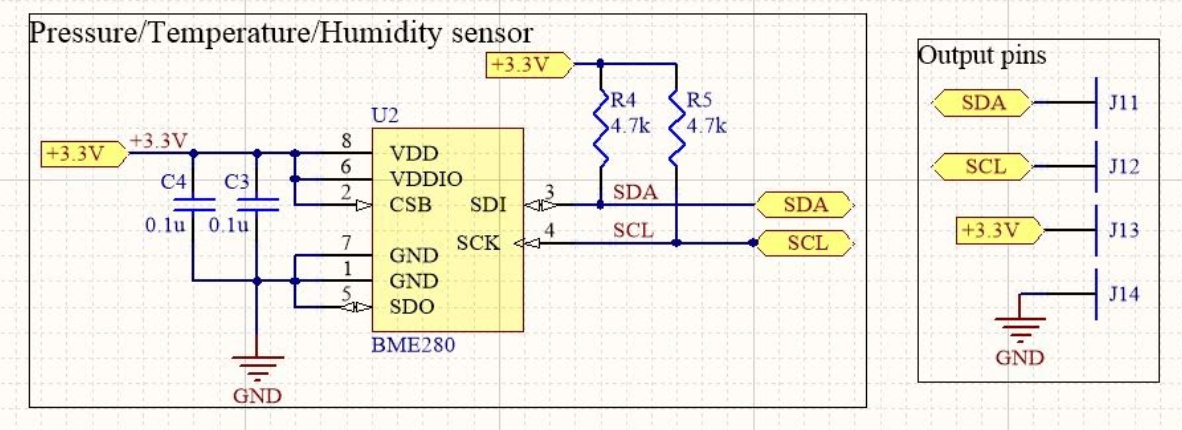 Pressure/Temperature/Humidity sensor
+3.3V
R4
4.7k
R5
4.7k
U2
+3.3V
+3.3V
C4
0.1u
C3
0.1u
8
VDD
6
VDDIO
2
CSB
7
GND
1
GND
5
SDO
SDI
3
SDA
SDA
SCK
4
SCL
SCL
BME280
GND
Output pins
SDA
J11
SCL
J12
+3.3V
J13
J14
GND